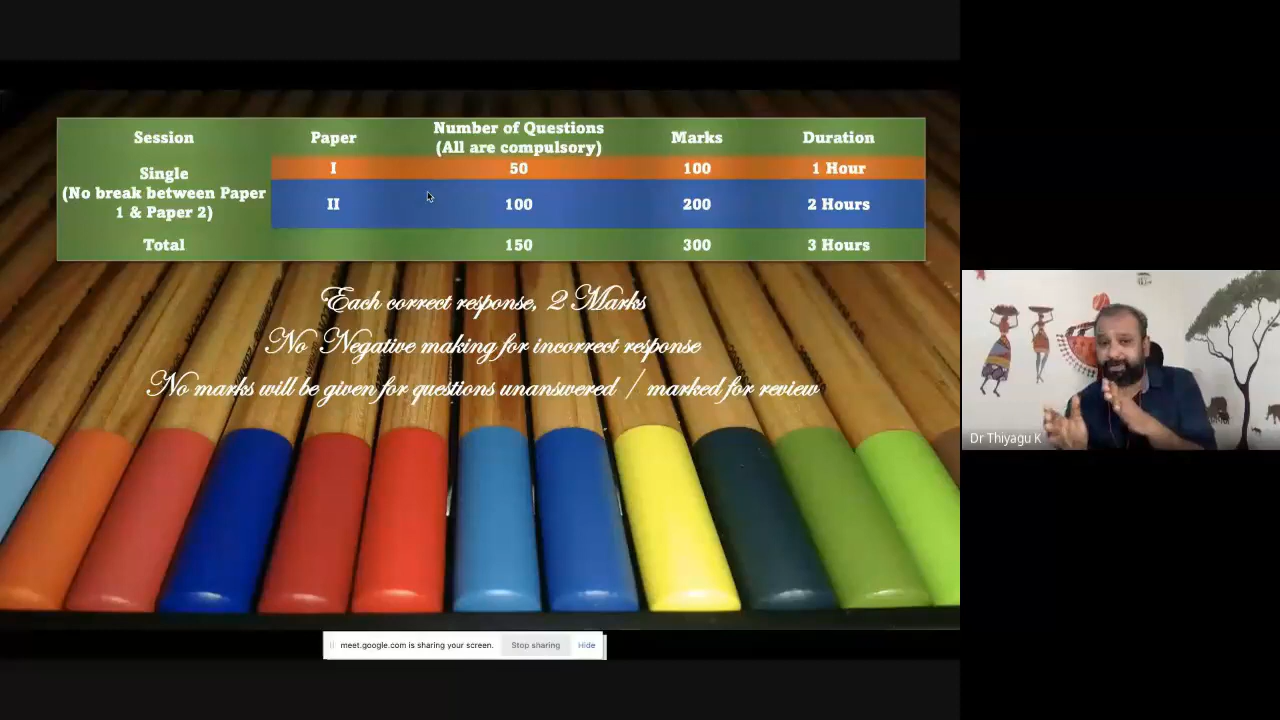 Session Paper Number of Questions Marks Duration
(All are compulsory)
Single I 50 100 1 Hour
(No break between Paper
1 & Paper 2) II 100 200 2 Hours
Total 150 300 3 Hours
Each correct response, 2 Marks
No Negative making for incorrect response
No marks will be given for questions unanswered / marked for review
Dr Thiyagu K
meet.google.com is sharing your screen. Stop sharing Hide